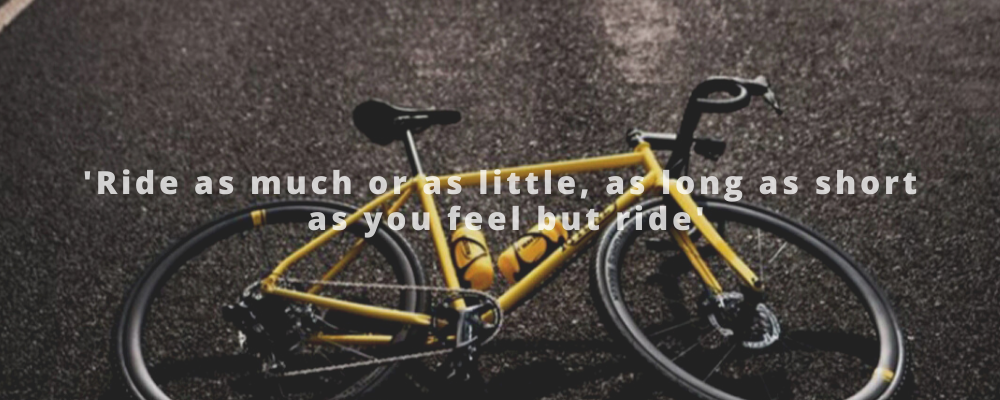 'Ride as much or as little, as long as short
as you feel but ride'